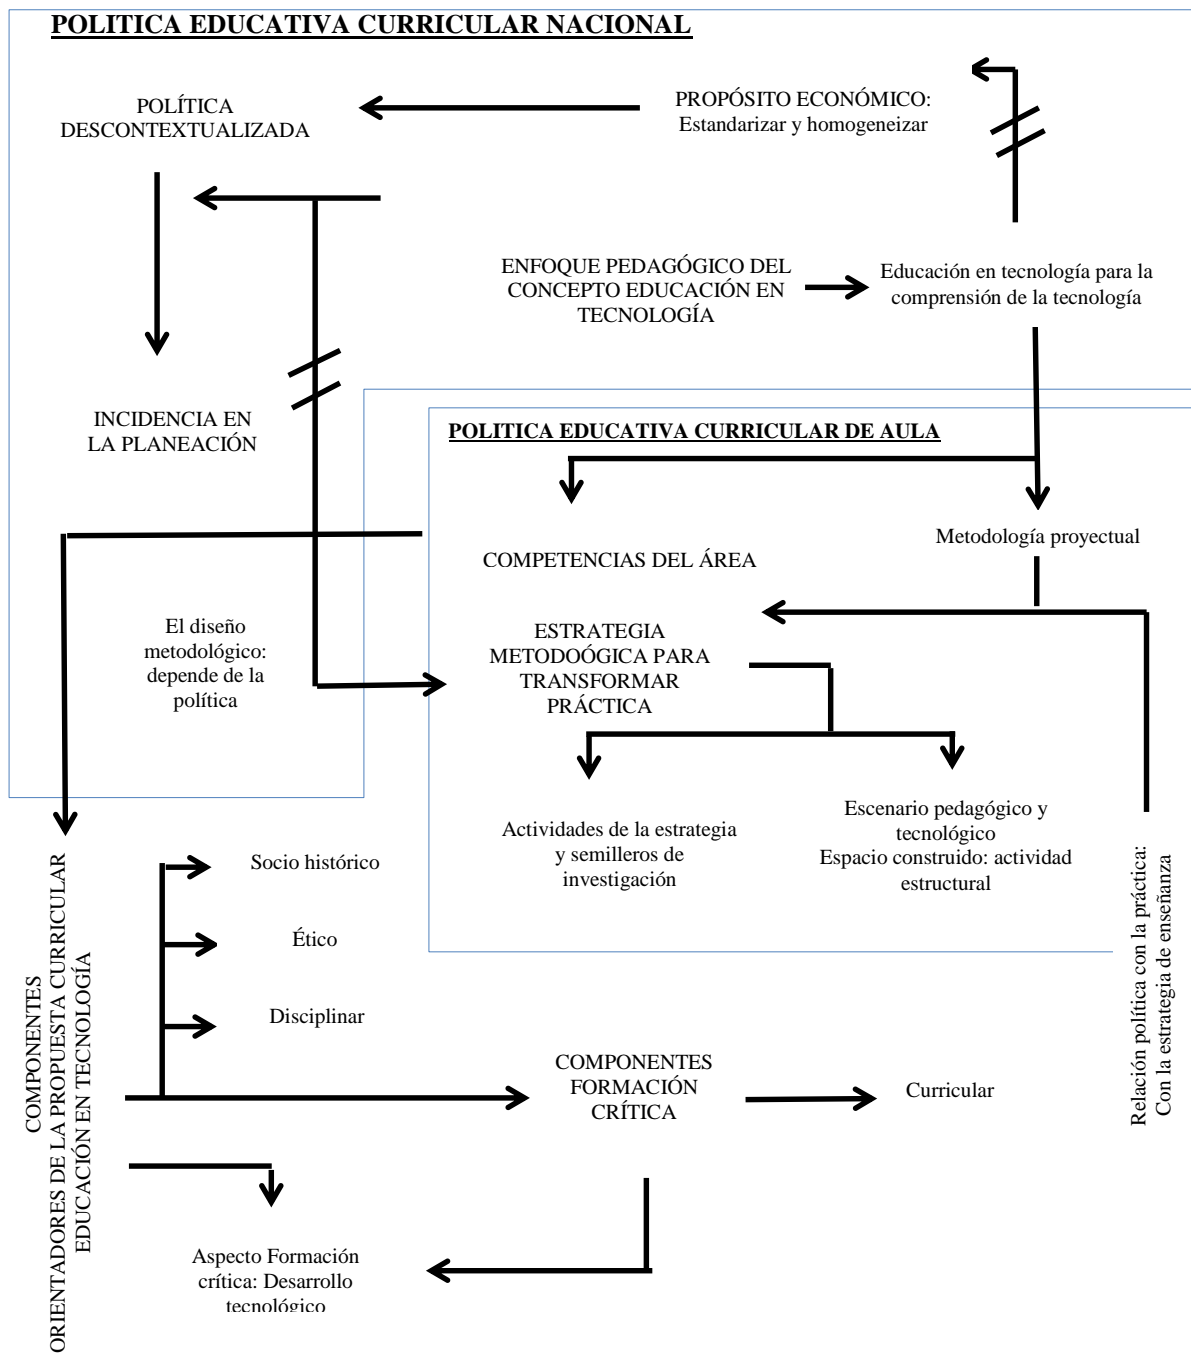 POLITICA EDUCATIVA CURRICULAR NACIONAL
POLÍTICA
DESCONTEXTUALIZADA
PROPÓSITO ECONÓMICO:
Estandarizar y homogeneizar
ENFOQUE PEDAGÓGICO DEL
CONCEPTO EDUCACIÓN EN
TECNOLOGÍA
Educación en tecnología para la
comprensión de la tecnología
INCIDENCIA EN
LA PLANEACIÓN
POLITICA EDUCATIVA CURRICULAR DE AULA
COMPETENCIAS DEL ÁREA
Metodología proyectual
El diseño
metodológico:
depende de la
política
ESTRATEGIA
METODOÓGICA PARA
TRANSFORMAR
PRÁCTICA
Actividades de la estrategia
y semilleros de
investigación
Escenario pedagógico y
tecnológico
Espacio construido: actividad
estructural
Relación política con la práctica:
Con la estrategia de enseñanza
COMPONENTES
ORIENTADORES DE LA PROPUESTA CURRICULAR
EDUCACIÓN EN TECNOLOGÍA
Socio histórico
Ético
Disciplinar
COMPONENTES
FORMACIÓN
CRÍTICA
Curricular
Aspecto Formación
crítica: Desarrollo
tecnológico